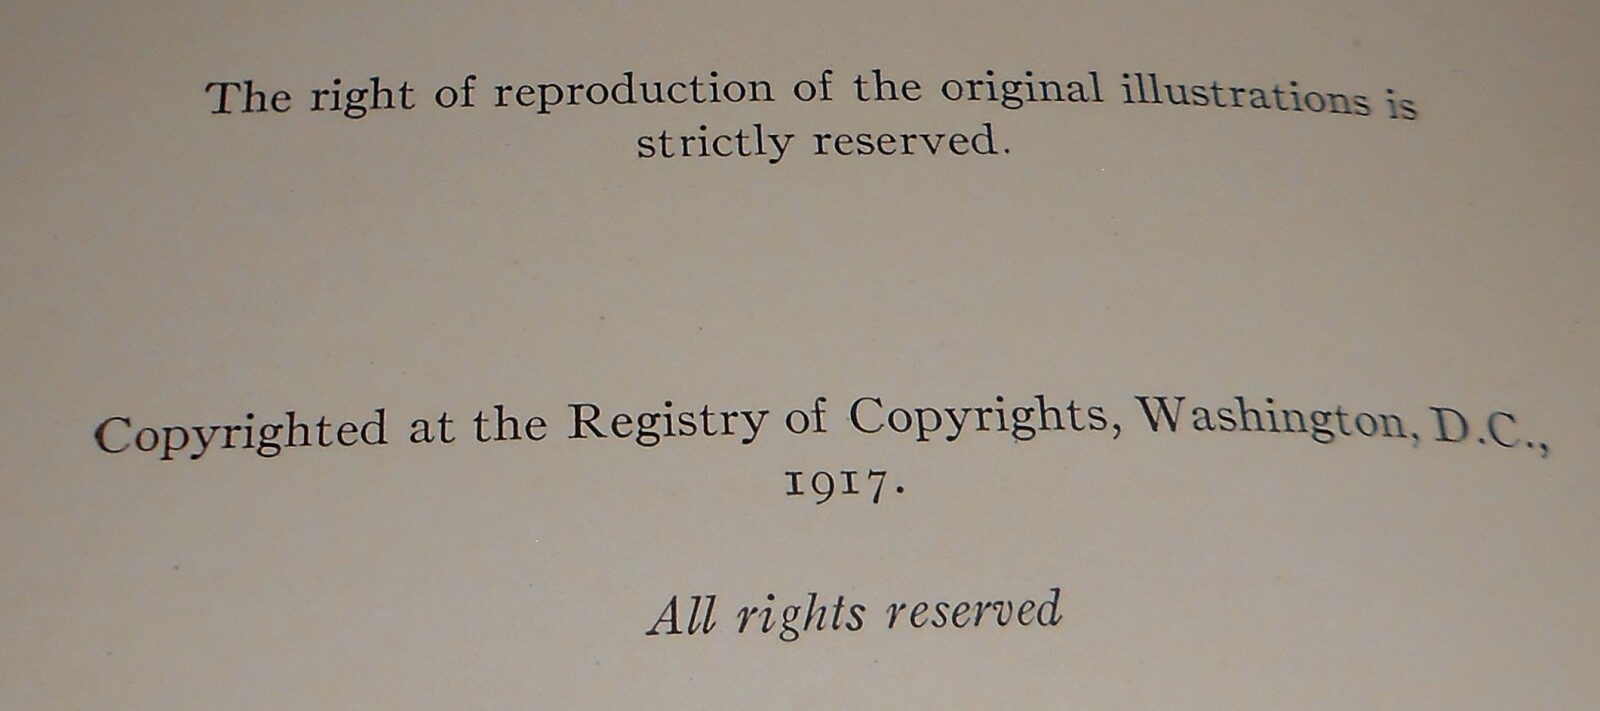 The right of reproduction of the original illustrations is
strictly reserved.
Copyrighted at the Registry of Copyrights, Washington, D.C.,
1917.
All rights reserved